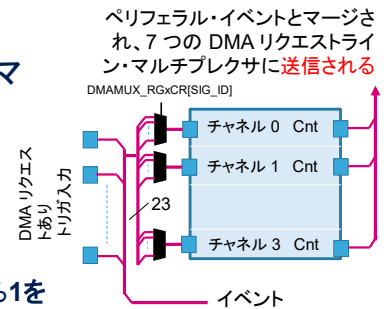 ペリフェラル・イベントとマージさ
れ、7 つの DMA リクエストライ
ン・マルチプレクサに送信される
マ
DMAMUX_RGxCR[SIG_ID]
チャネル 0 Cnt
チャネル 1 Cnt
チャネル 3 Cnt
DMA リクエス
トあり
トリガ入力
23
1を
イベント